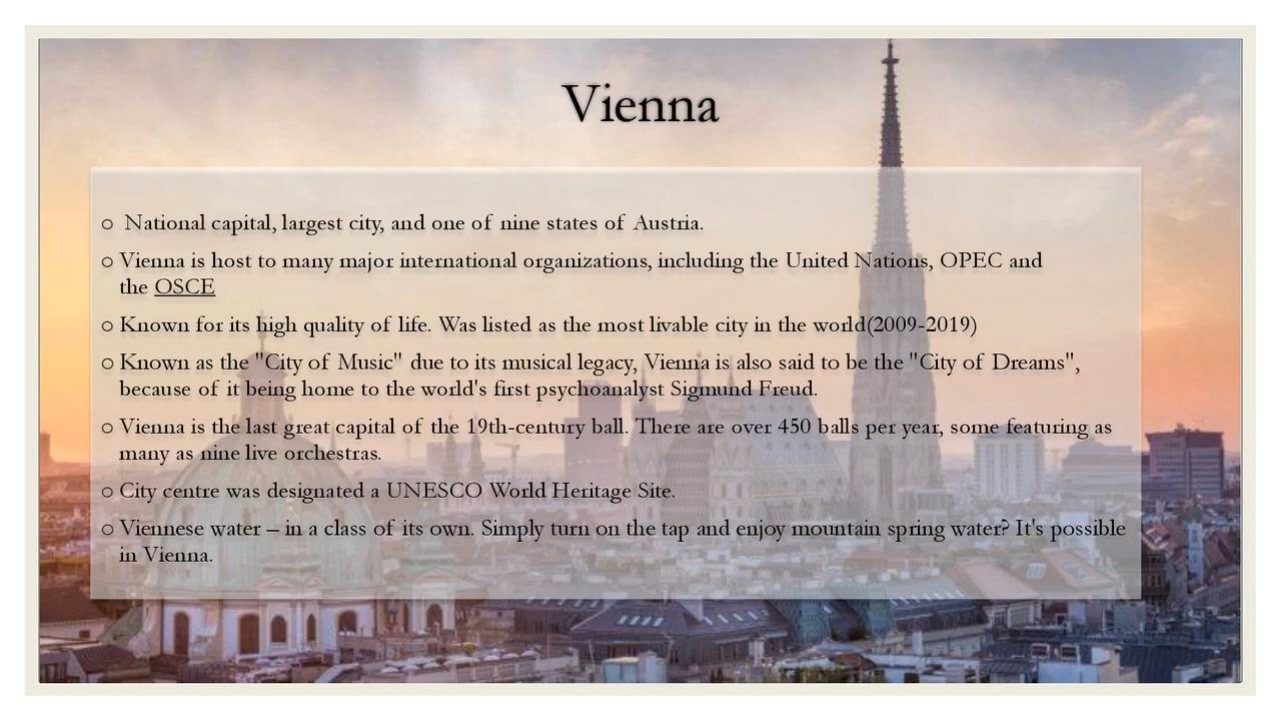 Vienna
o National capital, largest city, and one of nine states of Austria.
o Vienna is host to many major international organizations, including the United Nations, OPEC and
the OSCE
o Known for its high quality of life. Was listed as the most livable city in the world(2009-2019)
o Known as the "City of Music" due to its musical legacy, Vienna is also said to be the "City of Dreams",
because of it being home to the world's first psychoanalyst Sigmund Freud.
o Vienna is the last great capital of the 19th-century ball. There are over 450 balls per year, some featuring as
many as nine live orchestras.
o City centre was designated a UNESCO World Heritage Site.
o Viennese water – in a class of its own. Simply turn on the tap and enjoy mountain spring water? It's possible
in Vienna.